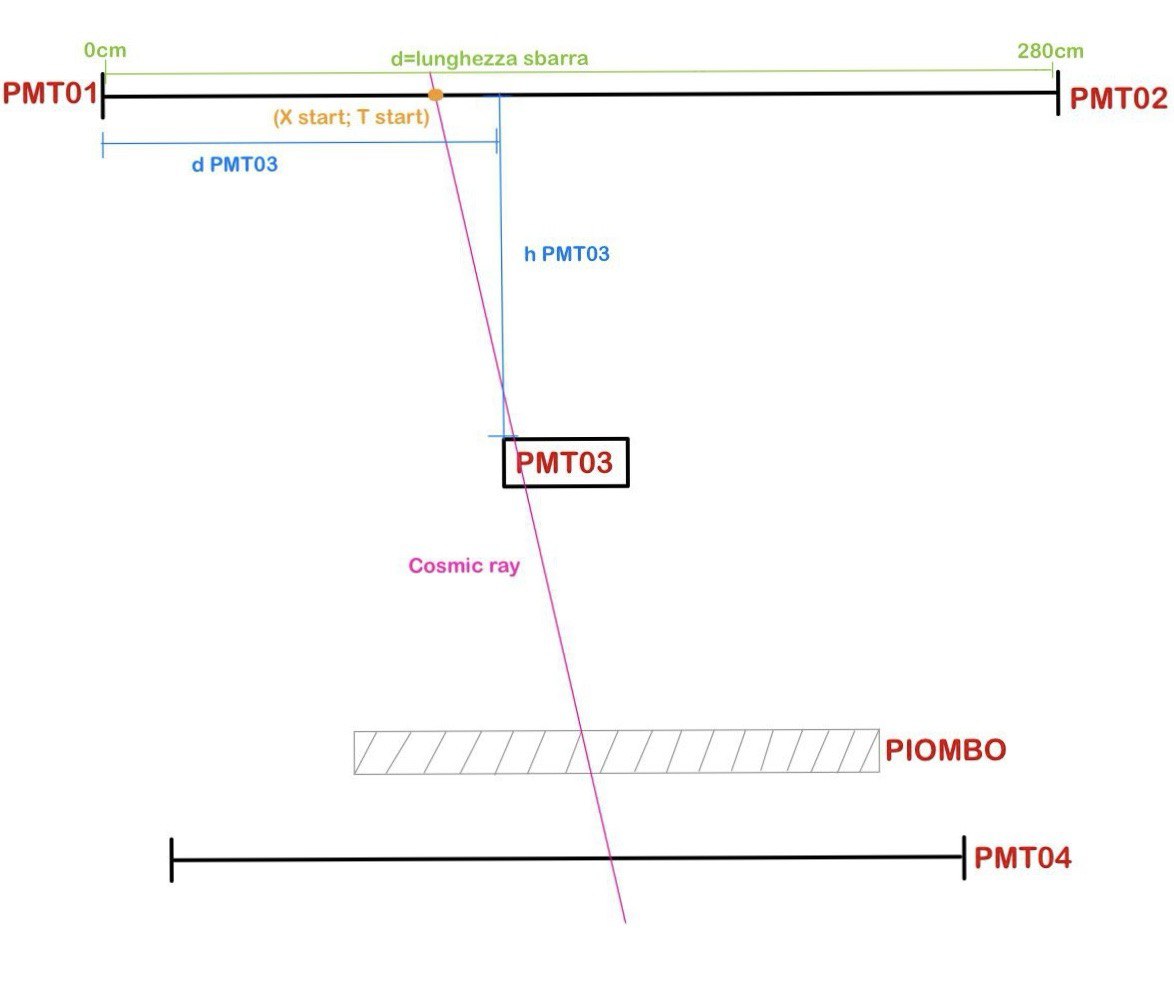 0cm
d=lunghezza sbarra
280cm
PMT01
PMT02
(X start; T start)
d PMT03
h PMT03
PMT03
Cosmic ray
PIOMBO
PMT04